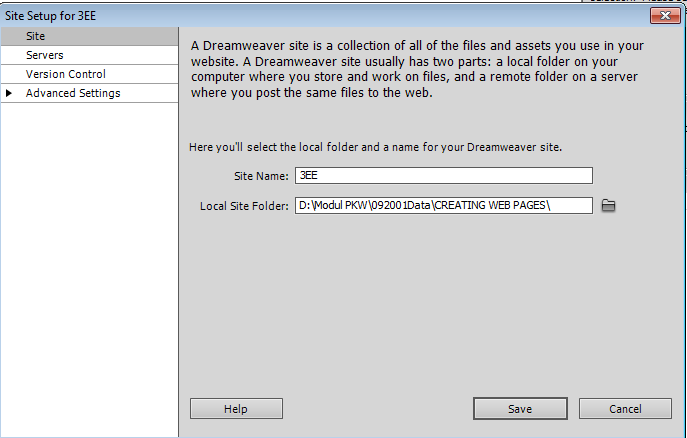 Site Setup for 3EE
Site
Servers
Version Control
Advanced Settings
A Dreamweaver site is a collection of all of the files and assets you use in your
website. A Dreamweaver site usually has two parts: a local folder on your
computer where you store and work on files, and a remote folder on a server
where you post the same files to the web.
Here you'll select the local folder and a name for your Dreamweaver site.
Site Name: 3EE
Local Site Folder: D:\Modul PKW\092001Data\CREATING WEB PAGES\
Help Save Cancel